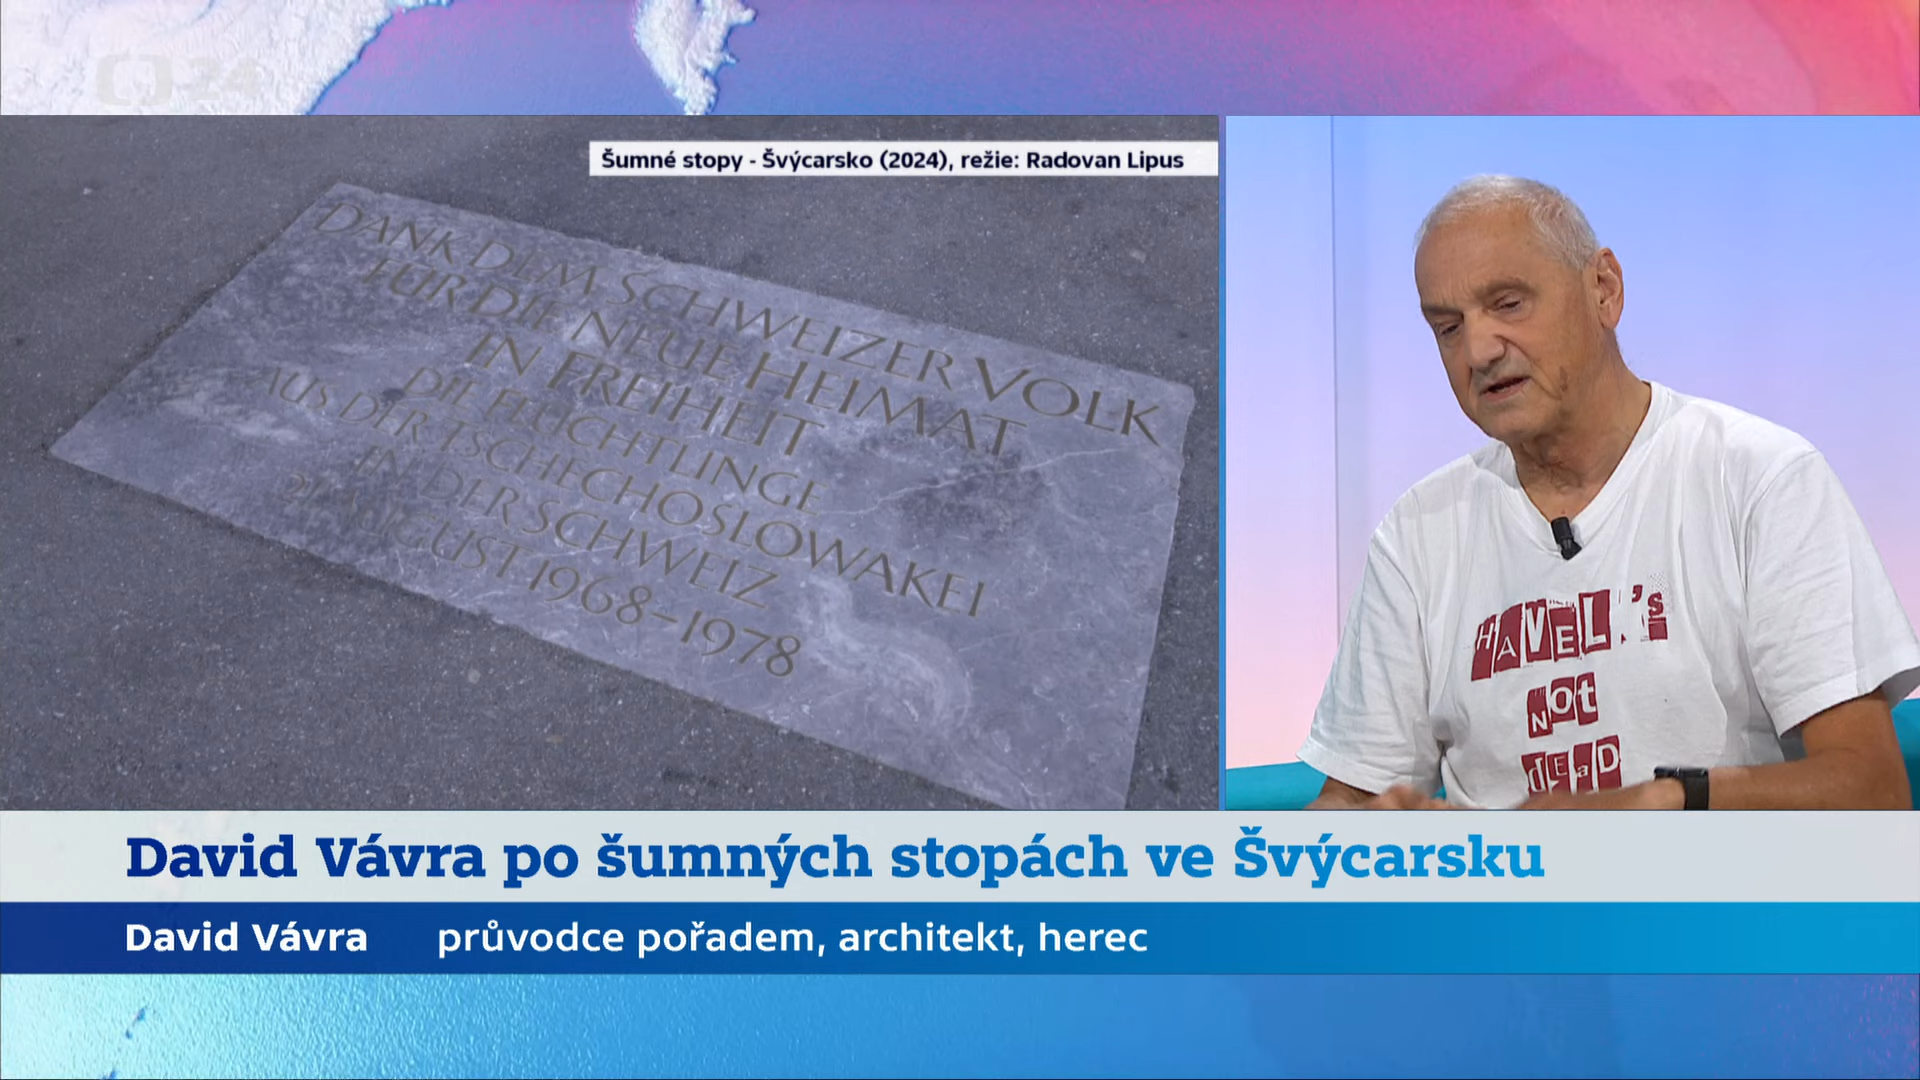 ČT24
Šumné stopy - Švýcarsko (2024), režie: Radovan Lipus
DANK DEM SCHWEIZER VOLK
FÜR DIE NEUE HEIMAT
IN FREIHEIT
DIE FLÜCHTLINGE
AUS DER TSCHECHOSLOWAKEI
IN DER SCHWEIZ
21. AUGUST 1968–1978
HAVEL's
NOt
dEaD
David Vávra po šumných stopách ve Švýcarsku
David Vávra průvodce pořadem, architekt, herec